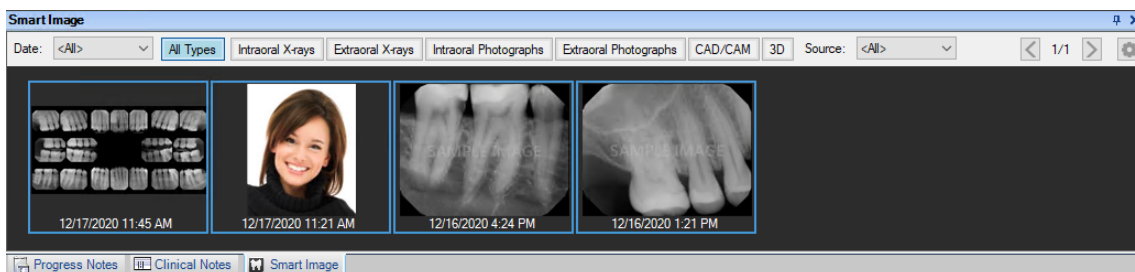 Smart Image
Date: <All> All Types Intraoral X-rays Extraoral X-rays Intraoral Photographs Extraoral Photographs CAD/CAM 3D Source: <All> 1/1
SAMPLE IMAGE SAMPLE IMAGE
12/17/2020 11:45 AM 12/17/2020 11:21 AM 12/16/2020 4:24 PM 12/16/2020 1:21 PM
Progress Notes Clinical Notes Smart Image